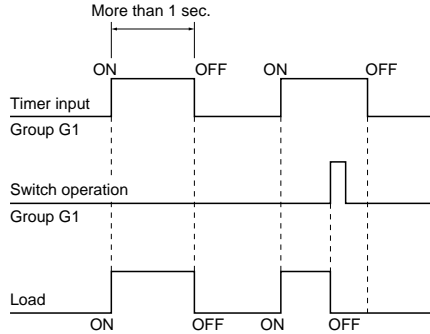 More than 1 sec.
ON OFF ON OFF
Timer input
Group G1
Switch operation
Group G1
Load
ON OFF ON OFF